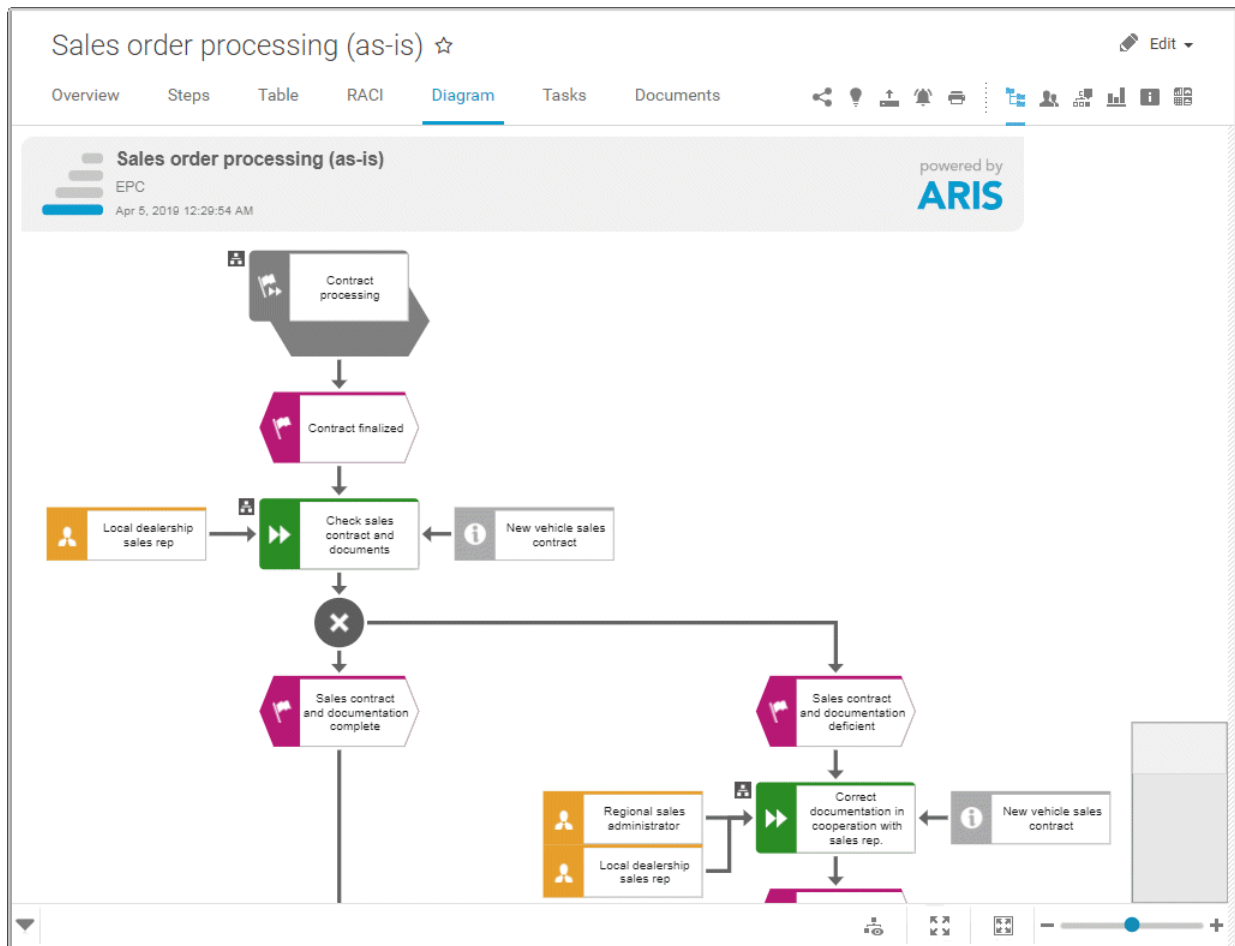 Sales order processing (as-is)
Edit
Overview Steps Table RACI Diagram Tasks Documents
Sales order processing (as-is)
EPC
Apr 5, 2019 12:29:54 AM
powered by
ARIS
Contract
processing
Contract finalized
Local dealership
sales rep
Check sales
contract and
documents
New vehicle sales
contract
Sales contract
and documentation
complete
Sales contract
and documentation
deficient
Regional sales
administrator
Local dealership
sales rep
Correct
documentation in
cooperation with
sales rep.
New vehicle sales
contract